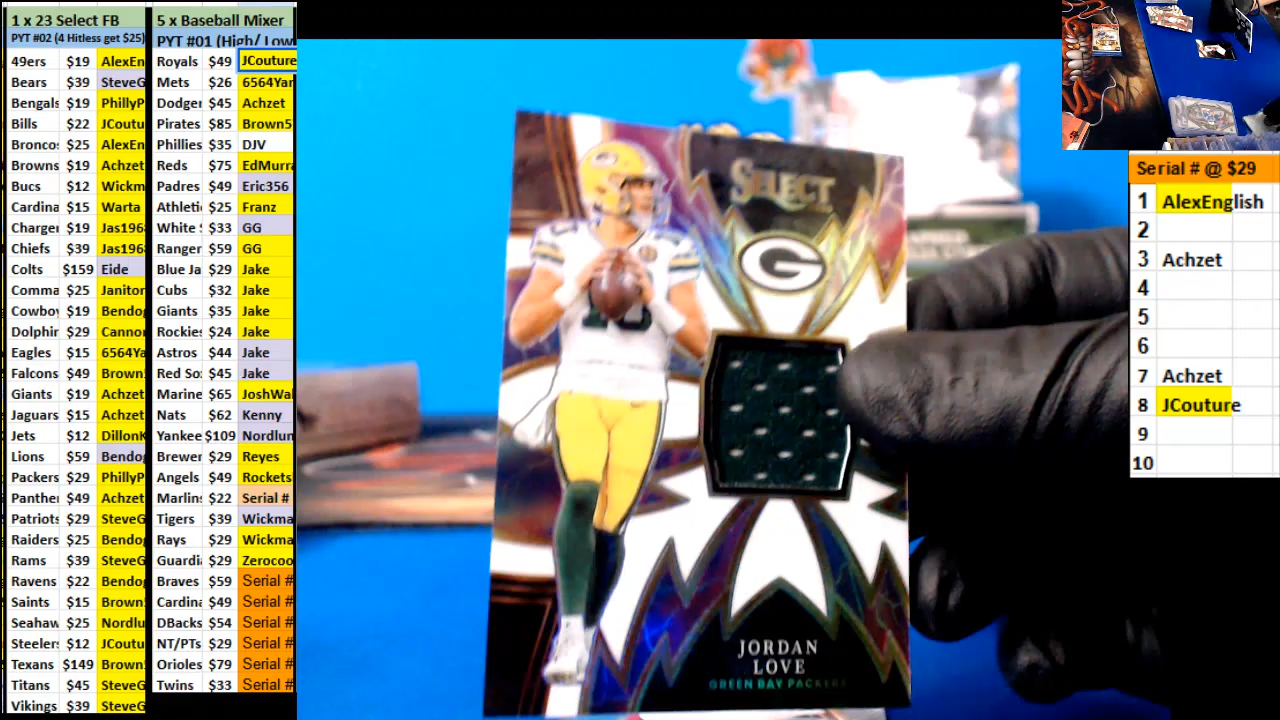 1 x 23 Select FB
PYT #02 (4 Hitless get $25)
49ers $19 AlexEn
Bears $39 SteveG
Bengals $39 PhillyP
Bills $22 JCoutu
Broncos $25 AlexEn
Browns $19 Achzet
Bucs $12 Wickm
Cardina $15 Warta
Charger $19 Jas196
Chiefs $39 Jas196
Colts $159 Eide
Comma $25 Janitor
Cowboy $19 Bendo
Dolphin $29 Canno
Eagles $15 6564Ya
Falcons $49 Brown
Giants $19 Achzet
Jaguars $15 Achzet
Jets $12 DillonK
Lions $59 Bendo
Packers $29 PhillyP
Panthe $49 Achzet
Patriots $29 SteveG
Raiders $25 Bendo
Rams $39 SteveG
Ravens $22 Bendo
Saints $15 Brown
Seahaw $25 Nordlu
Steelers $12 JCoutu
Texans $149 Brown
Titans $45 SteveG
Vikings $39 SteveG
5 x Baseball Mixer
PYT #01 (High/ Low
Royals $49 JCouture
Mets $26 6564Yar
Dodger $45 Achzet
Pirates $85 Brown5
Phillies $35 DJV
Reds $75 EdMurra
Padres $49 Eric356
Athleti $25 Franz
White $33 GG
Ranger $59 GG
Blue Ja $29 Jake
Cubs $32 Jake
Giants $35 Jake
Rockies $24 Jake
Astros $44 Jake
Red So $45 Jake
Marine $65 JoshWal
Nats $62 Kenny
Yankee $109 Nordlun
Brewer $29 Reyes
Angels $49 Rockets
Marlin $22 Serial #
Tigers $39 Wickma
Rays $29 Wickma
Guardi $29 Zerocoo
Braves $59 Serial #
Cardina $49 Serial #
DBacks $54 Serial #
NT/PTs $29 Serial #
Orioles $79 Serial #
Twins $33 Serial #
SELECT
G
JORDAN
LOVE
GREEN BAY PACKERS
Serial # @ $29
1 AlexEnglish
2
3 Achzet
4
5
6
7 Achzet
8 JCouture
9
10